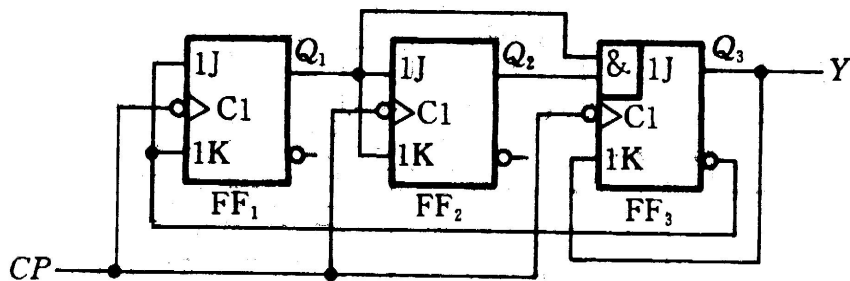 Q₁ Q₂ Q₃
1J 1J & 1J Y
C1 C1 C1
1K 1K 1K
FF₁ FF₂ FF₃
CP